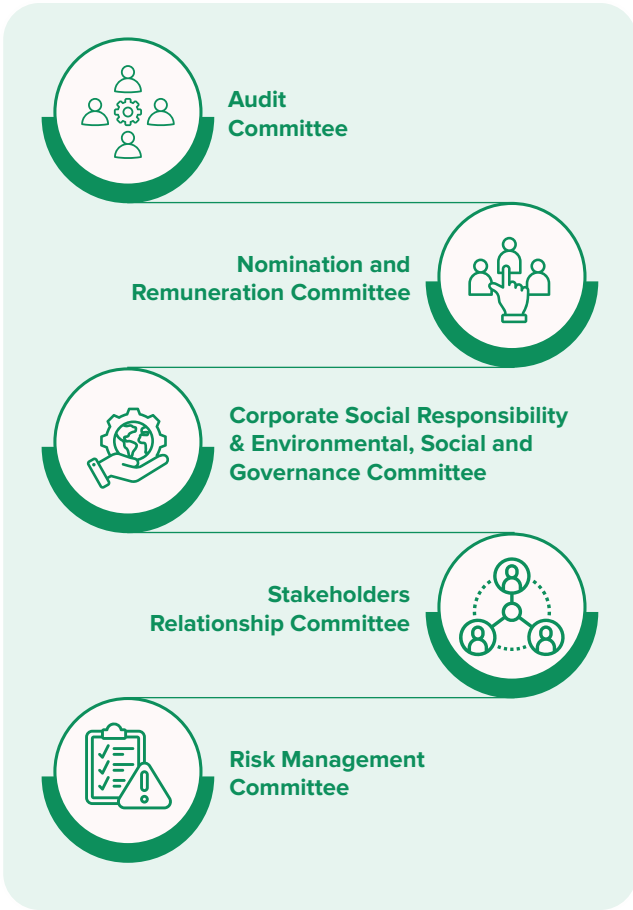 Audit
Committee
Nomination and
Remuneration Committee
Corporate Social Responsibility
& Environmental, Social and
Governance Committee
Stakeholders
Relationship Committee
Risk Management
Committee